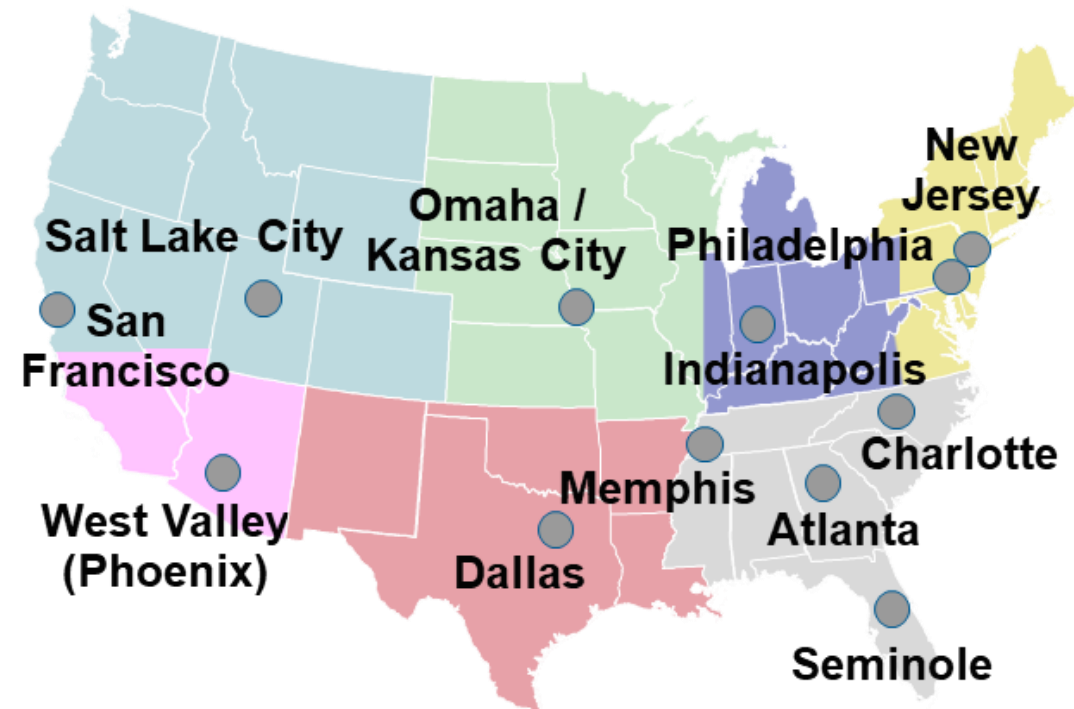 New
Jersey
Omaha /
Kansas City
Salt Lake City
Philadelphia
San
Francisco
Indianapolis
Charlotte
Memphis
West Valley
(Phoenix)
Atlanta
Dallas
Seminole